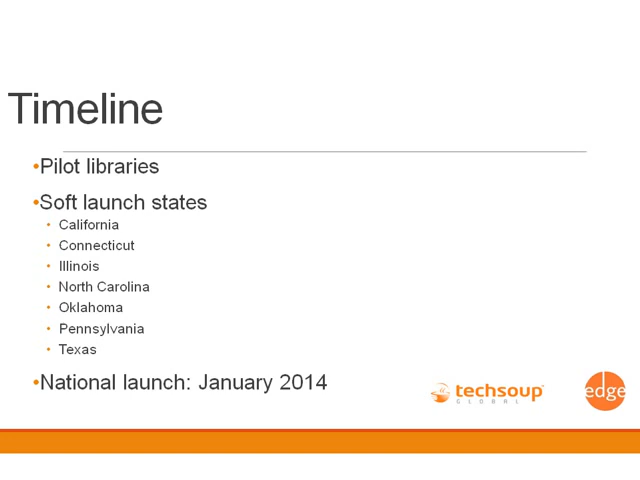 Timeline
•Pilot libraries
•Soft launch states
• California
• Connecticut
• Illinois
• North Carolina
• Oklahoma
• Pennsylvania
• Texas
•National launch: January 2014
techsoup
GLOBAL
edge